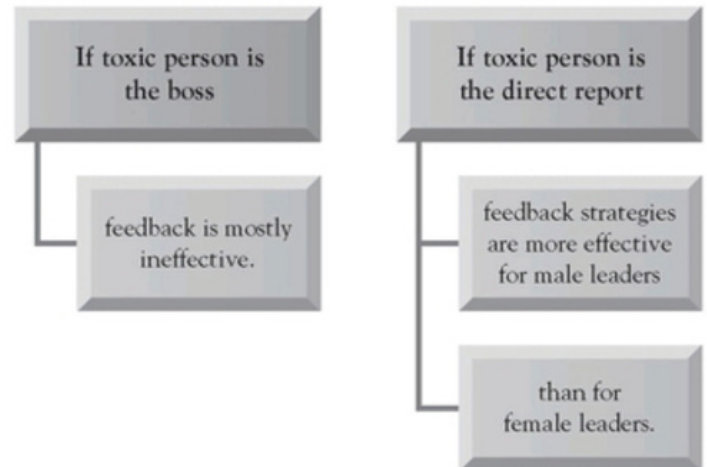 If toxic person is
the boss
feedback is mostly
ineffective.
If toxic person is
the direct report
feedback strategies
are more effective
for male leaders
than for
female leaders.